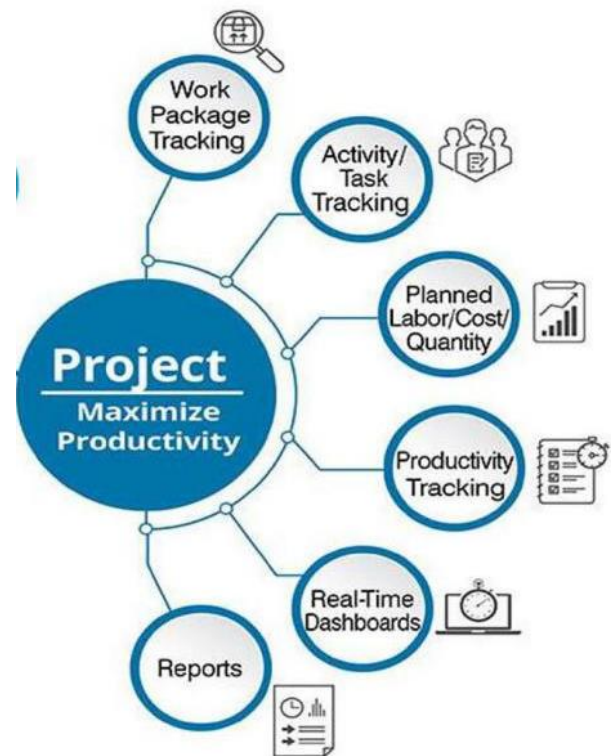 Work
Package
Tracking
Activity/
Task
Tracking
Planned
Labor/Cost/
Quantity
Project
Maximize
Productivity
Productivity
Tracking
Real-Time
Dashboards
Reports